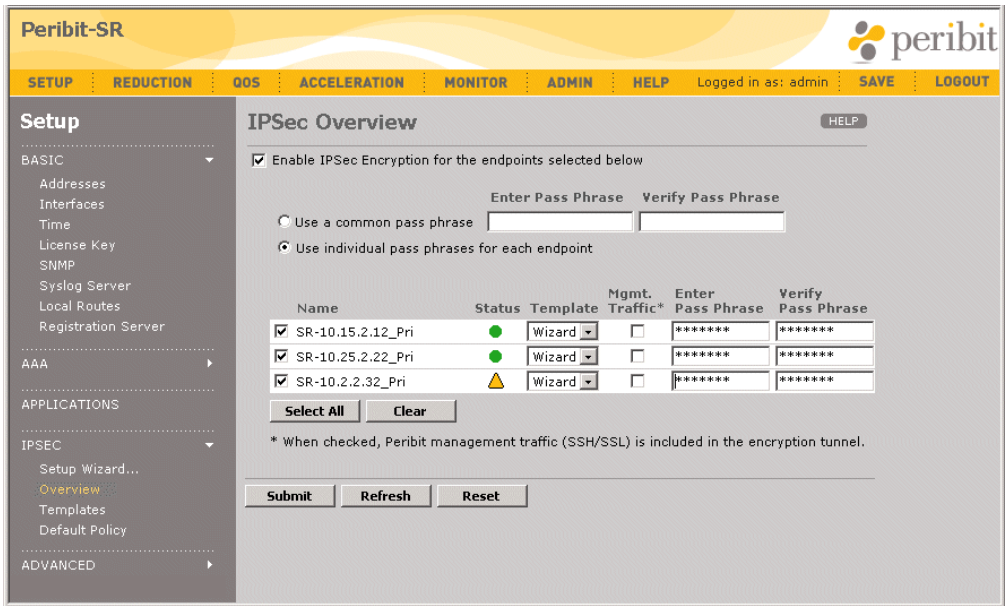 Peribit-SR
peribit
SETUP REDUCTION QOS ACCELERATION MONITOR ADMIN HELP Logged in as: admin SAVE LOGOUT
Setup
BASIC
Addresses
Interfaces
Time
License Key
SNMP
Syslog Server
Local Routes
Registration Server
AAA
APPLICATIONS
IPSEC
Setup Wizard...
Overview
Templates
Default Policy
ADVANCED
IPSec Overview HELP
Enable IPSec Encryption for the endpoints selected below
Enter Pass Phrase Verify Pass Phrase
Use a common pass phrase
Use individual pass phrases for each endpoint
Mgmt. Enter Verify
Name Status Template Traffic* Pass Phrase Pass Phrase
SR-10.15.2.12_Pri Wizard ******* *******
SR-10.25.2.22_Pri Wizard ******* *******
SR-10.2.2.32_Pri Wizard ******* *******
Select All Clear
* When checked, Peribit management traffic (SSH/SSL) is included in the encryption tunnel.
Submit Refresh Reset